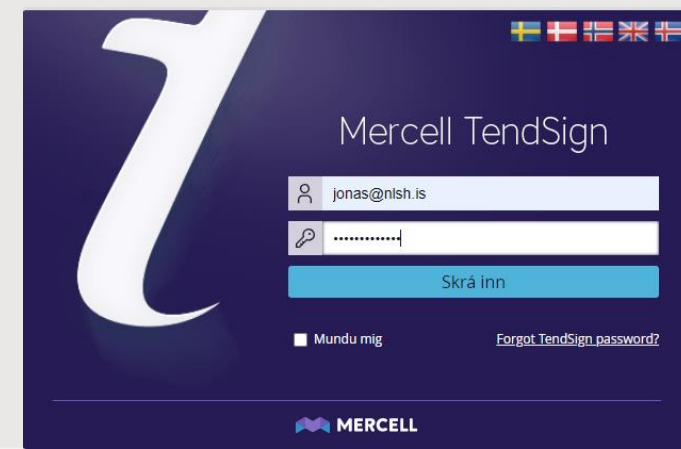 Mercell TendSign
jonas@nlsh.is
•••••••••••••
Skrá inn
Mundu mig
Forgot TendSign password?
MERCELL